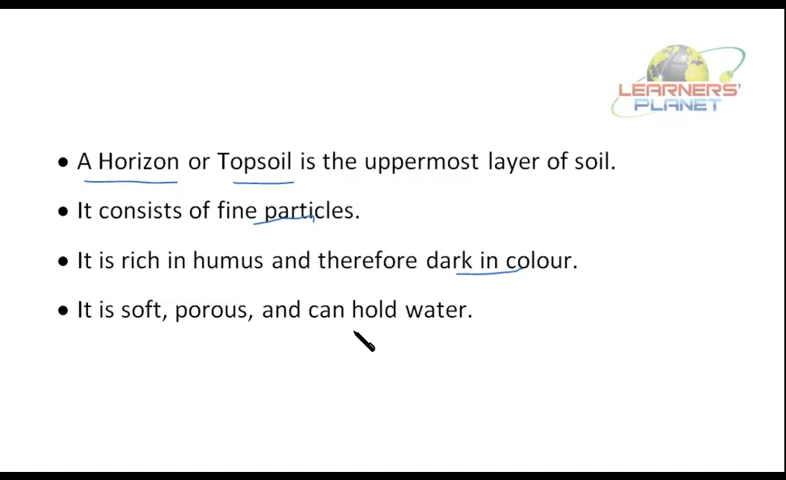 LEARNERS'
PLANET
• A Horizon or Topsoil is the uppermost layer of soil.
• It consists of fine particles.
• It is rich in humus and therefore dark in colour.
• It is soft, porous, and can hold water.